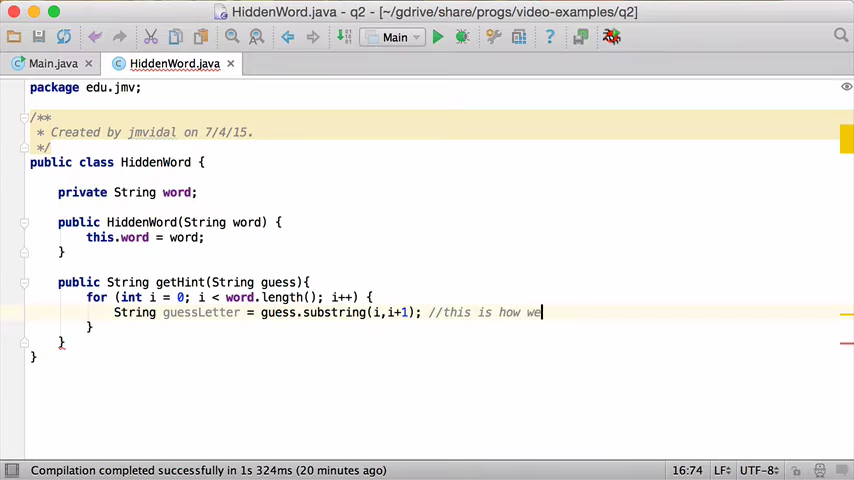 HiddenWord.java - q2 - [~/gdrive/share/progs/video-examples/q2]
Main
Main.java
HiddenWord.java
package edu.jmv;
/**
 * Created by jmvidal on 7/4/15.
 */
public class HiddenWord {
    private String word;
    public HiddenWord(String word) {
        this.word = word;
    }
    public String getHint(String guess){
        for (int i = 0; i < word.length(); i++) {
            String guessLetter = guess.substring(i,i+1); //this is how we
        }
    }
}
Compilation completed successfully in 1s 324ms (20 minutes ago)
16:74
LF
UTF-8